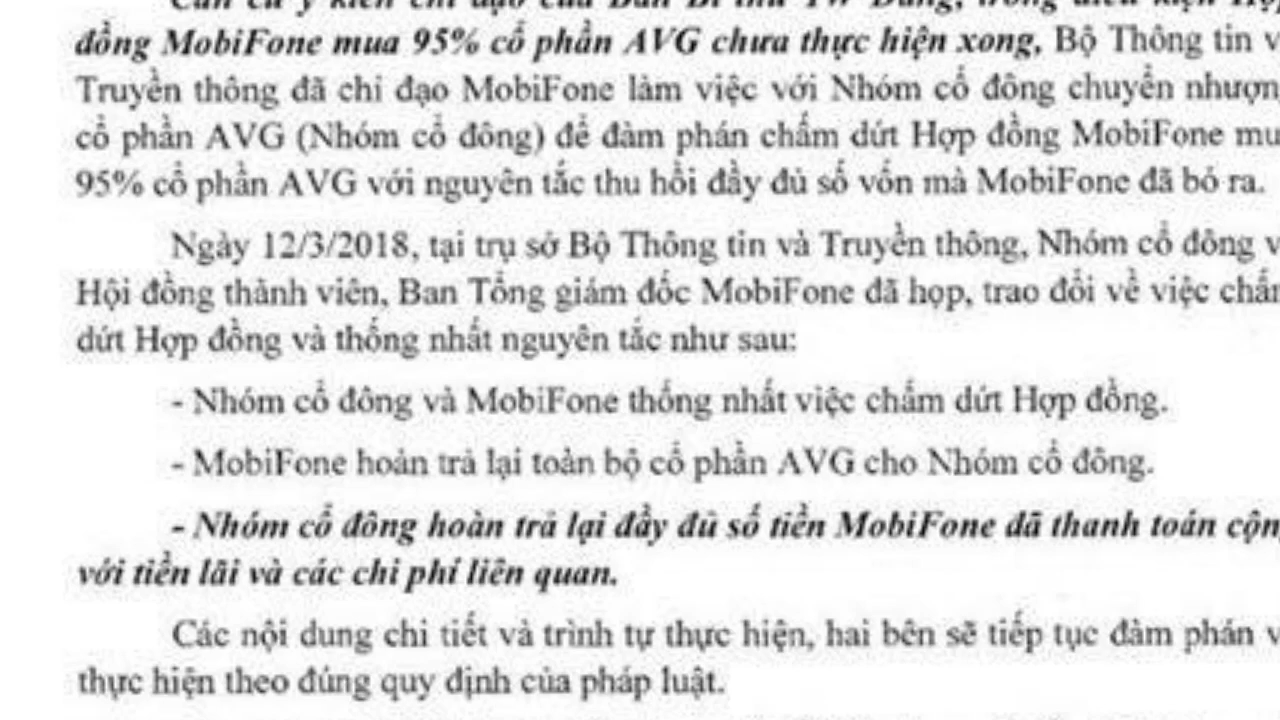 đồng MobiFone mua 95% cổ phần AVG chưa thực hiện xong, Bộ Thông tin v
Truyền thông đã chỉ đạo MobiFone làm việc với Nhóm cổ đông chuyển nhượn
cổ phần AVG (Nhóm cổ đông) để đàm phán chấm dứt Hợp đồng MobiFone mu
95% cổ phần AVG với nguyên tắc thu hồi đầy đủ số vốn mà MobiFone đã bỏ ra.
Ngày 12/3/2018, tại trụ sở Bộ Thông tin và Truyền thông, Nhóm cổ đông v
Hội đồng thành viên, Ban Tổng giám đốc MobiFone đã họp, trao đổi về việc chấm
dứt Hợp đồng và thống nhất nguyên tắc như sau:
- Nhóm cổ đông và MobiFone thống nhất việc chấm dứt Hợp đồng.
- MobiFone hoàn trả lại toàn bộ cổ phần AVG cho Nhóm cổ đông.
- Nhóm cổ đông hoàn trả lại đầy đủ số tiền MobiFone đã thanh toán cộng
với tiền lãi và các chi phí liên quan.
Các nội dung chi tiết và trình tự thực hiện, hai bên sẽ tiếp tục đàm phán v
thực hiện theo đúng quy định của pháp luật.